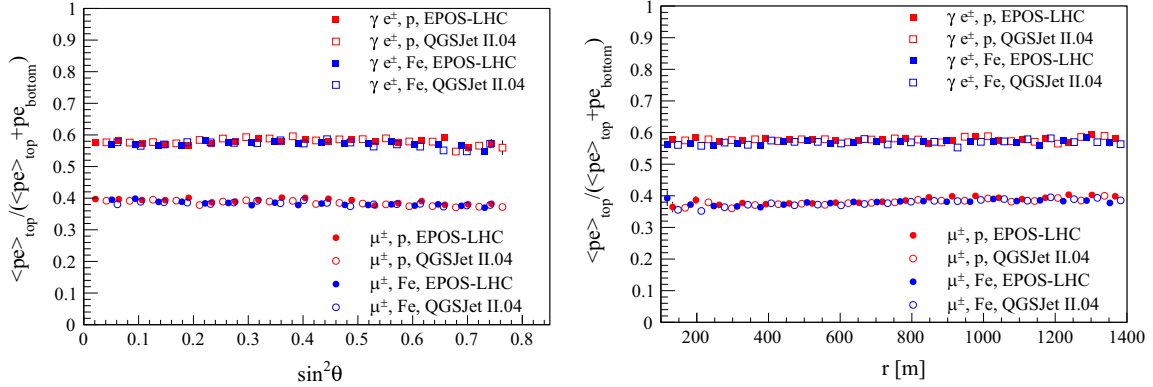 <pe>_top/(<pe>_top+pe_bottom)
1
0.9
0.8
0.7
0.6
0.5
0.4
0.3
0.2
0.1
0
γ e±, p, EPOS-LHC
γ e±, p, QGSJet II.04
γ e±, Fe, EPOS-LHC
γ e±, Fe, QGSJet II.04
μ±, p, EPOS-LHC
μ±, p, QGSJet II.04
μ±, Fe, EPOS-LHC
μ±, Fe, QGSJet II.04
0 0.1 0.2 0.3 0.4 0.5 0.6 0.7 0.8
sin²θ
<pe>_top/(<pe>_top+pe_bottom)
1
0.9
0.8
0.7
0.6
0.5
0.4
0.3
0.2
0.1
0
γ e±, p, EPOS-LHC
γ e±, p, QGSJet II.04
γ e±, Fe, EPOS-LHC
γ e±, Fe, QGSJet II.04
μ±, p, EPOS-LHC
μ±, p, QGSJet II.04
μ±, Fe, EPOS-LHC
μ±, Fe, QGSJet II.04
200 400 600 800 1000 1200 1400
r [m]